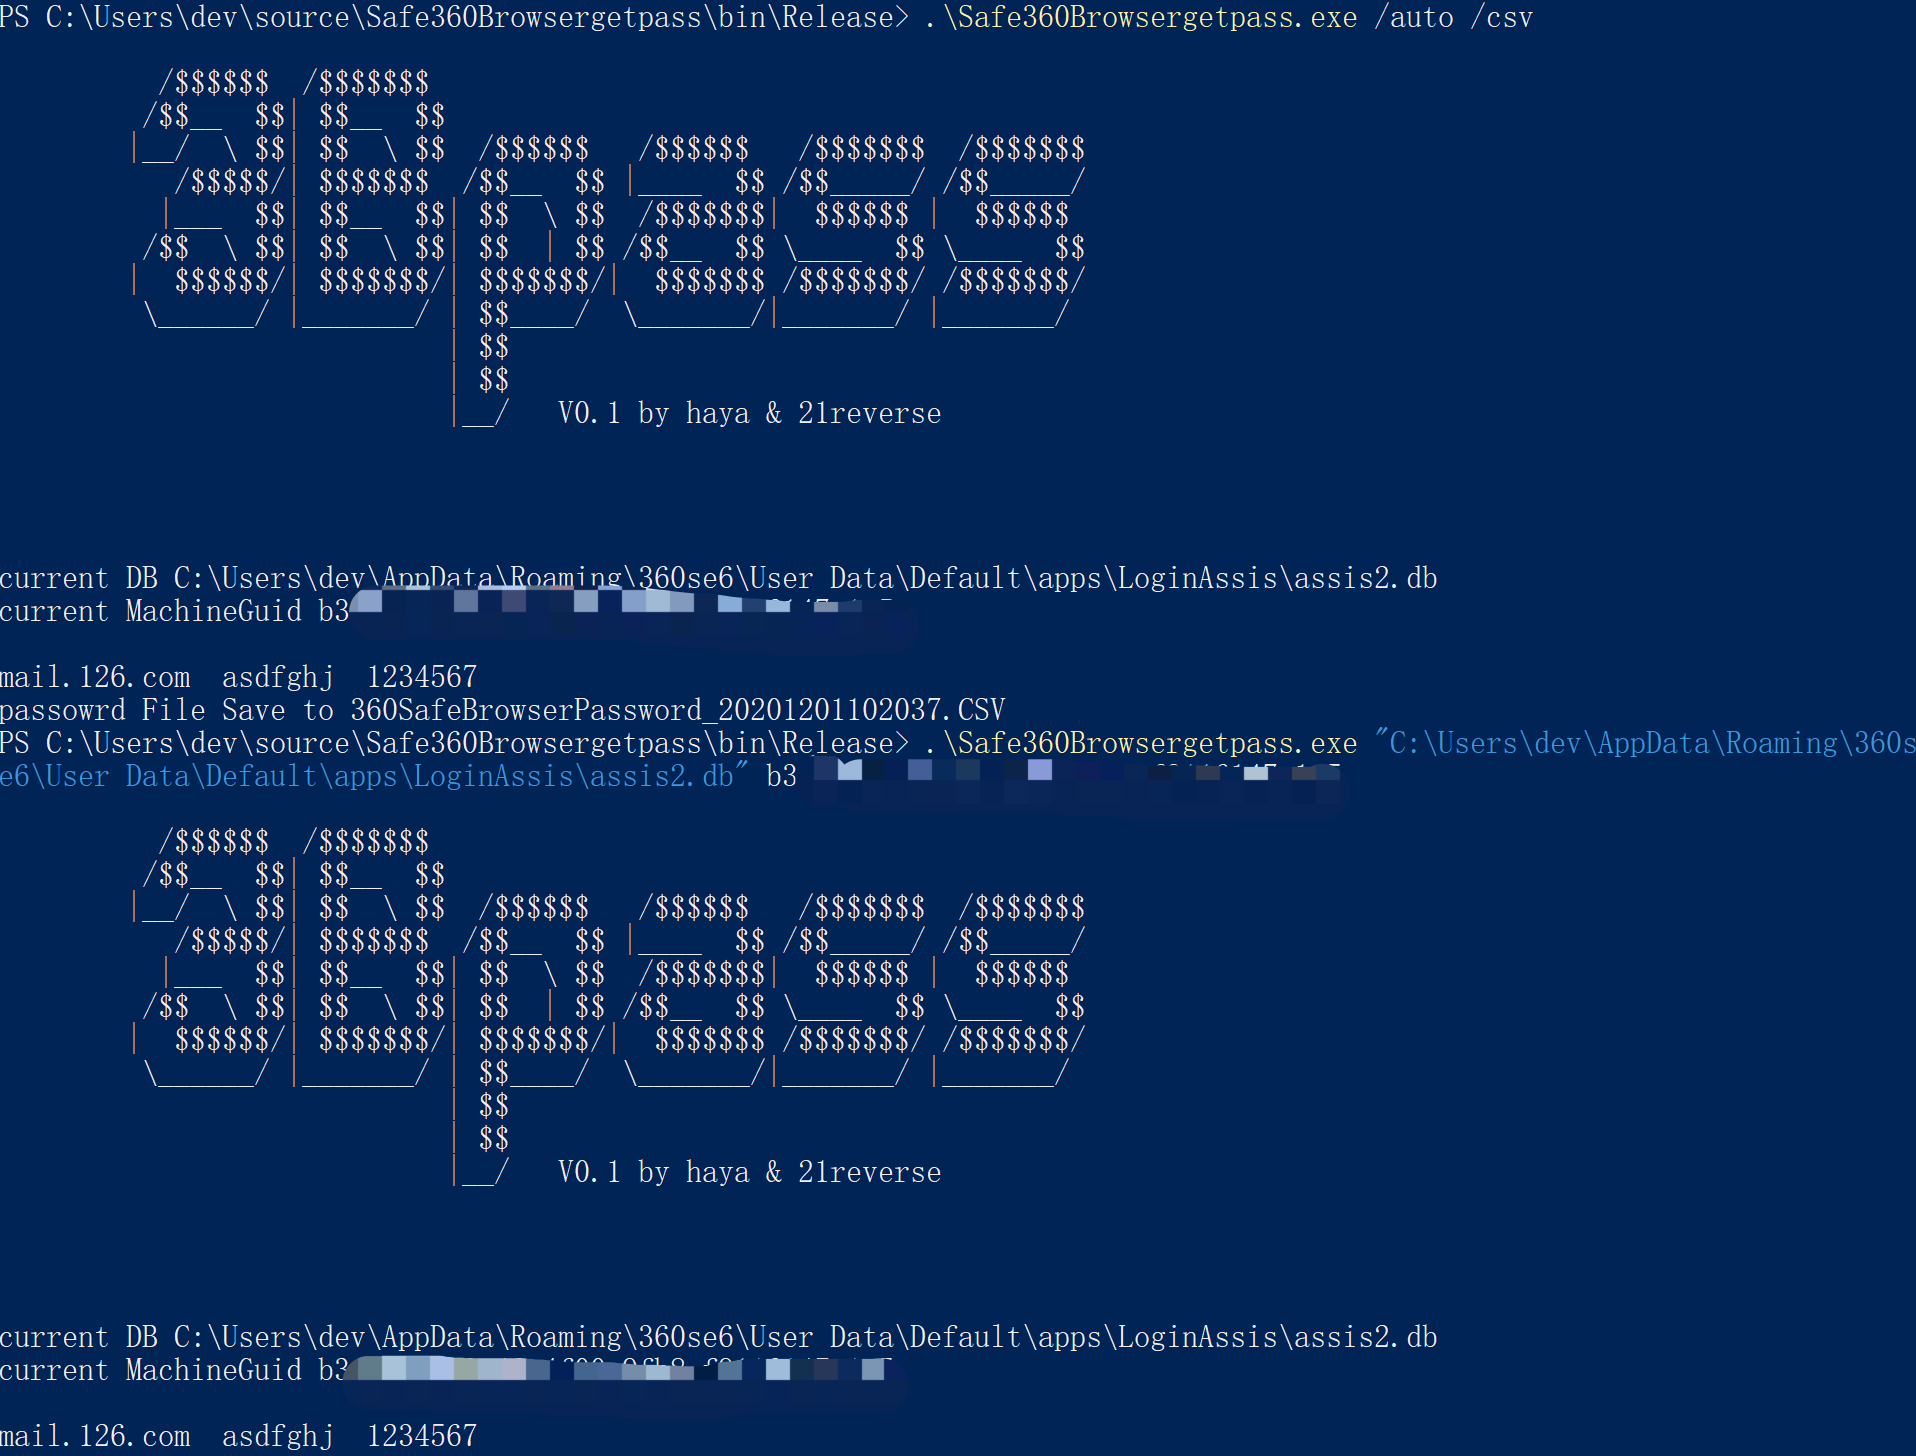 PS C:\Users\dev\source\Safe360Browsergetpass\bin\Release> .\Safe360Browsergetpass.exe /auto /csv
      /$$$$$$  /$$$$$$$
     /$$__  $$| $$__  $$
    |__/  \ $$| $$  \ $$  /$$$$$$   /$$$$$$   /$$$$$$$  /$$$$$$$
       /$$$$$/| $$$$$$$  /$$__  $$ |____  $$ /$$_____/ /$$_____/
      |___  $$| $$__  $$| $$  \ $$  /$$$$$$$|  $$$$$$ |  $$$$$$
     /$$  \ $$| $$  \ $$| $$  | $$ /$$__  $$ \____  $$ \____  $$
    |  $$$$$$/| $$$$$$$/| $$$$$$$/|  $$$$$$$ /$$$$$$$/ /$$$$$$$/
     \______/ |_______/ | $$____/  \_______/|_______/ |_______/
                        | $$
                        | $$
                        |__/   V0.1 by haya & 21reverse
current DB C:\Users\dev\AppData\Roaming\360se6\User Data\Default\apps\LoginAssis\assis2.db
current MachineGuid b3
mail.126.com  asdfghj  1234567
passowrd File Save to 360SafeBrowserPassword_20201201102037.CSV
PS C:\Users\dev\source\Safe360Browsergetpass\bin\Release> .\Safe360Browsergetpass.exe "C:\Users\dev\AppData\Roaming\360s
e6\User Data\Default\apps\LoginAssis\assis2.db" b3
      /$$$$$$  /$$$$$$$
     /$$__  $$| $$__  $$
    |__/  \ $$| $$  \ $$  /$$$$$$   /$$$$$$   /$$$$$$$  /$$$$$$$
       /$$$$$/| $$$$$$$  /$$__  $$ |____  $$ /$$_____/ /$$_____/
      |___  $$| $$__  $$| $$  \ $$  /$$$$$$$|  $$$$$$ |  $$$$$$
     /$$  \ $$| $$  \ $$| $$  | $$ /$$__  $$ \____  $$ \____  $$
    |  $$$$$$/| $$$$$$$/| $$$$$$$/|  $$$$$$$ /$$$$$$$/ /$$$$$$$/
     \______/ |_______/ | $$____/  \_______/|_______/ |_______/
                        | $$
                        | $$
                        |__/   V0.1 by haya & 21reverse
current DB C:\Users\dev\AppData\Roaming\360se6\User Data\Default\apps\LoginAssis\assis2.db
current MachineGuid b3
mail.126.com  asdfghj  1234567